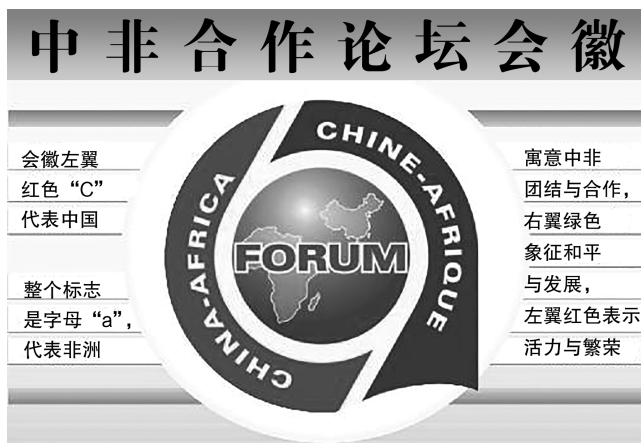 中非合作论坛会徽
会徽左翼
红色“C”
代表中国
整个标志
是字母“a”,
代表非洲
CHINA-AFRICA
CHINE-AFRIQUE
FORUM
寓意中非
团结与合作,
右翼绿色
象征和平
与发展,
左翼红色表示
活力与繁荣